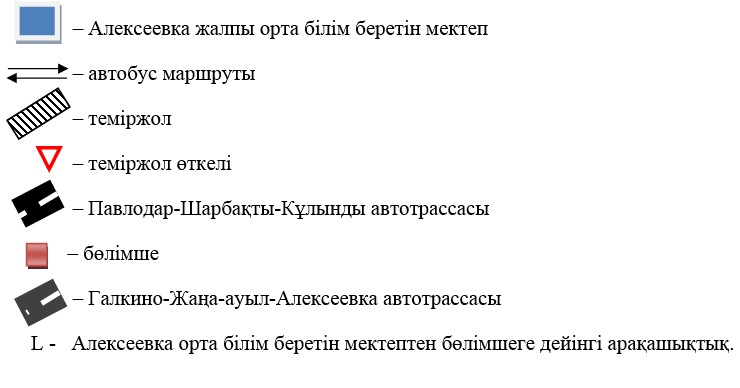 – Алексеевка жалпы орта білім беретін мектеп
– автобус маршруты
– теміржол
– теміржол өткелі
– Павлодар-Шарбақты-Құлынды автотрассасы
– бөлімше
– Галкино-Жаңа-ауыл-Алексеевка автотрассасы
L - Алексеевка орта білім беретін мектептен бөлімшеге дейінгі арақашықтық.